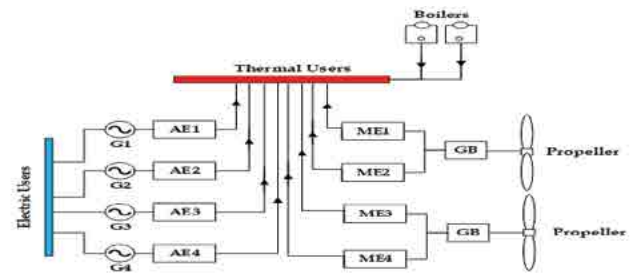 Boilers
Thermal Users
AE1
ME1
G1
GB
Propeller
AE2
ME2
G2
Electric Users
AE3
ME3
G3
GB
Propeller
AE4
ME4
G4